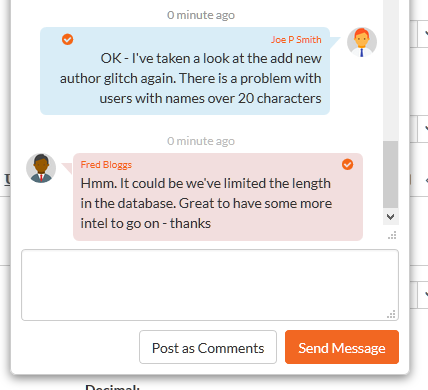 0 minute ago
Joe P Smith
OK - I've taken a look at the add new
author glitch again. There is a problem with
users with names over 20 characters
0 minute ago
Fred Bloggs
Hmm. It could be we've limited the length
in the database. Great to have some more
intel to go on - thanks
Post as Comments
Send Message